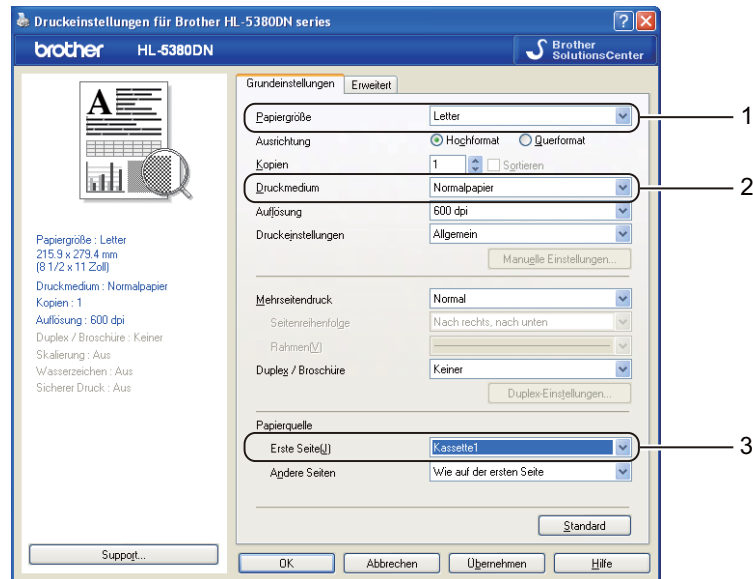 Druckeinstellungen für Brother HL-5380DN series
brother HL-5380DN
Brother SolutionsCenter
Grundeinstellungen Erweitert
Papiergröße Letter 1
Ausrichtung Hochformat Querformat
Kopien 1 Sortieren
Druckmedium Normalpapier 2
Auflösung 600 dpi
Druckeinstellungen Allgemein
Manuelle Einstellungen...
Papiergröße : Letter
215.9 x 279.4 mm
(8 1/2 x 11 Zoll)
Druckmedium : Normalpapier
Kopien : 1
Auflösung : 600 dpi
Duplex / Broschüre : Keiner
Skalierung : Aus
Wasserzeichen : Aus
Sicherer Druck : Aus
Mehrseitendruck Normal
Seitenreihenfolge Nach rechts, nach unten
Rahmen(V)
Duplex / Broschüre Keiner
Duplex-Einstellungen...
Papierquelle
Erste Seite(J) Kassette1 3
Andere Seiten Wie auf der ersten Seite
Standard
Support...
OK Abbrechen Übernehmen Hilfe
A